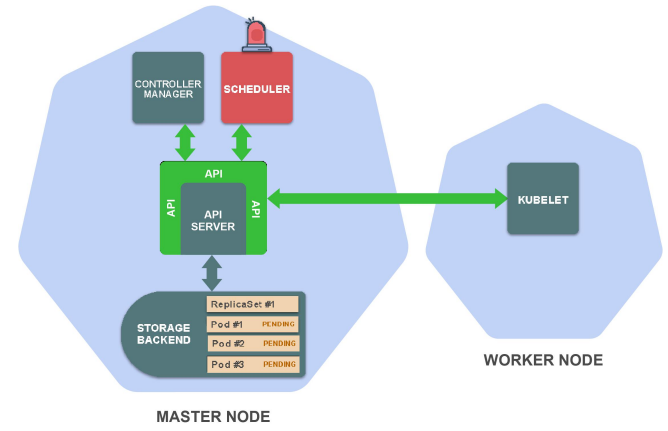 CONTROLLER
MANAGER
SCHEDULER
API
API
API
API
SERVER
KUBELET
STORAGE
BACKEND
ReplicaSet #1
Pod #1 PENDING
Pod #2 PENDING
Pod #3 PENDING
WORKER NODE
MASTER NODE